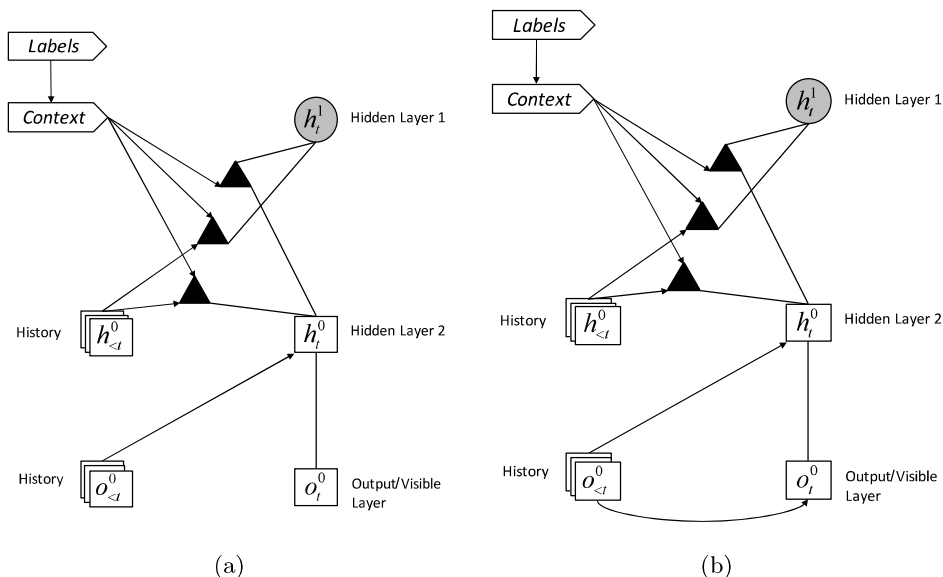 Labels
Context
h_t^1
Hidden Layer 1
History
h_{<t}^0
h_t^0
Hidden Layer 2
History
o_{<t}^0
o_t^0
Output/Visible
Layer
(a)
Labels
Context
h_t^1
Hidden Layer 1
History
h_{<t}^0
h_t^0
Hidden Layer 2
History
o_{<t}^0
o_t^0
Output/Visible
Layer
(b)